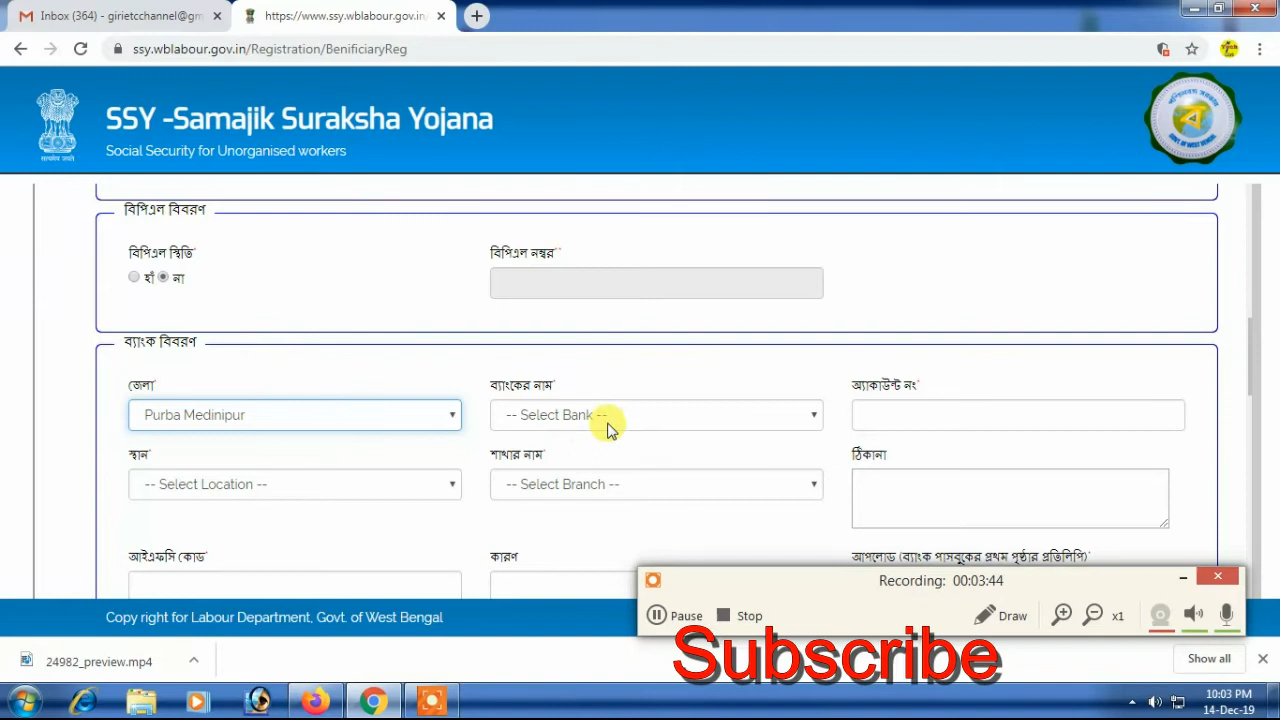 Inbox (364) - girietcchannel@gm
https://www.ssy.wblabour.gov.in/
ssy.wblabour.gov.in/Registration/BenificiaryReg
SSY -Samajik Suraksha Yojana
Social Security for Unorganised workers
বিপিএল বিবরণ
বিপিএল স্থিতি*
বিপিএল নম্বর**
হাঁ না
ব্যাংক বিবরণ
জেলা*
ব্যাংকের নাম*
অ্যাকাউন্ট নং*
Purba Medinipur
-- Select Bank --
স্থান*
শাখার নাম*
ঠিকানা
-- Select Location --
-- Select Branch --
আইএফসি কোড*
কারণ
আপলোড (ব্যাংক পাসবুকের প্রথম পৃষ্ঠার প্রতিলিপি)*
Recording: 00:03:44
Pause
Stop
Draw
x1
Copy right for Labour Department, Govt. of West Bengal
Subscribe
24982_preview.mp4
Show all
10:03 PM
14-Dec-19